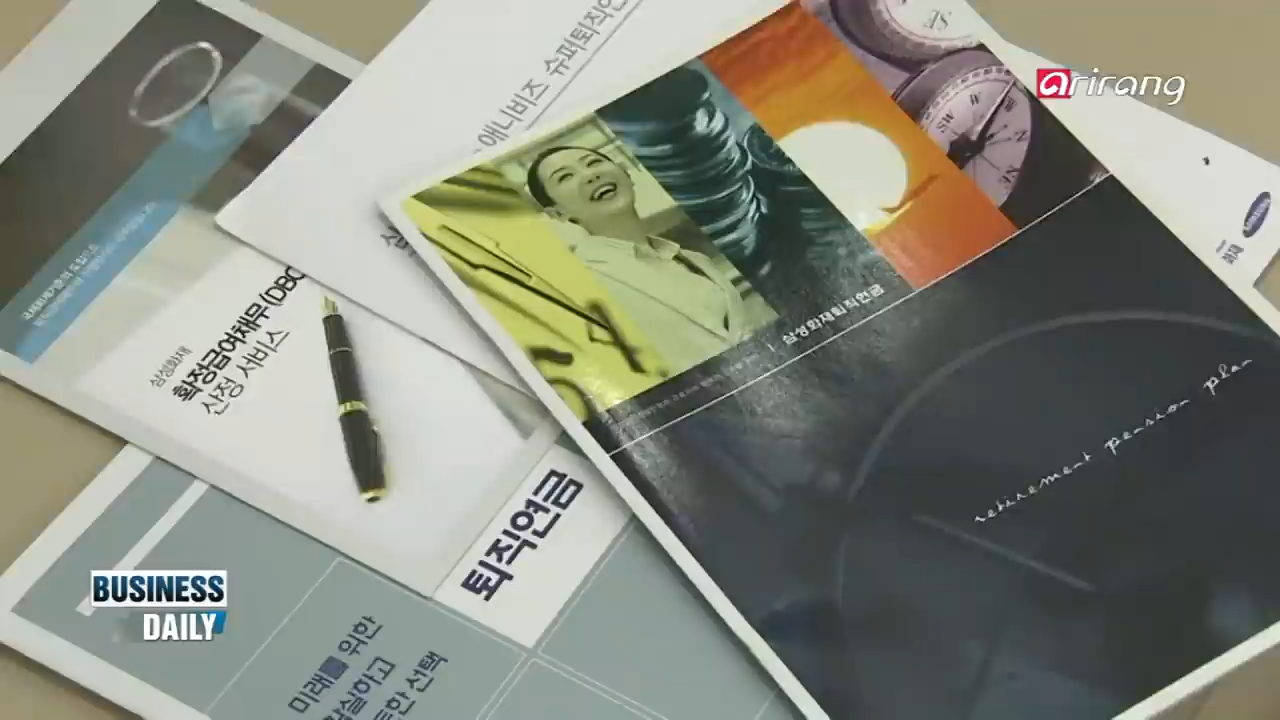 arirang
애니비즈 슈퍼퇴직연
삼성화재퇴직연금
retirement pension plan
SAMSUNG
삼성화재
확정급여채무(DBO
산정 서비스
퇴직연금
미래를 위한
확실하고
한 선택
BUSINESS
DAILY